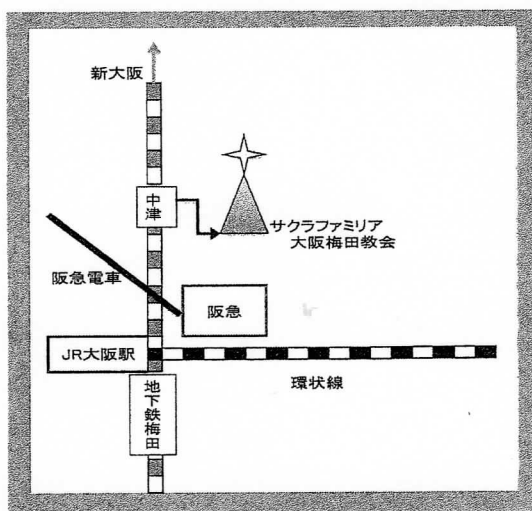 新大阪
中津
サクラファミリア
大阪梅田教会
阪急電車
阪急
JR大阪駅
環状線
地下鉄梅田